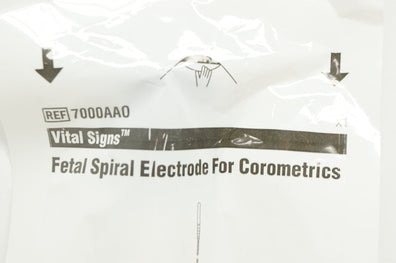 REF 7000AAO
Vital Signs™
Fetal Spiral Electrode For Corometrics